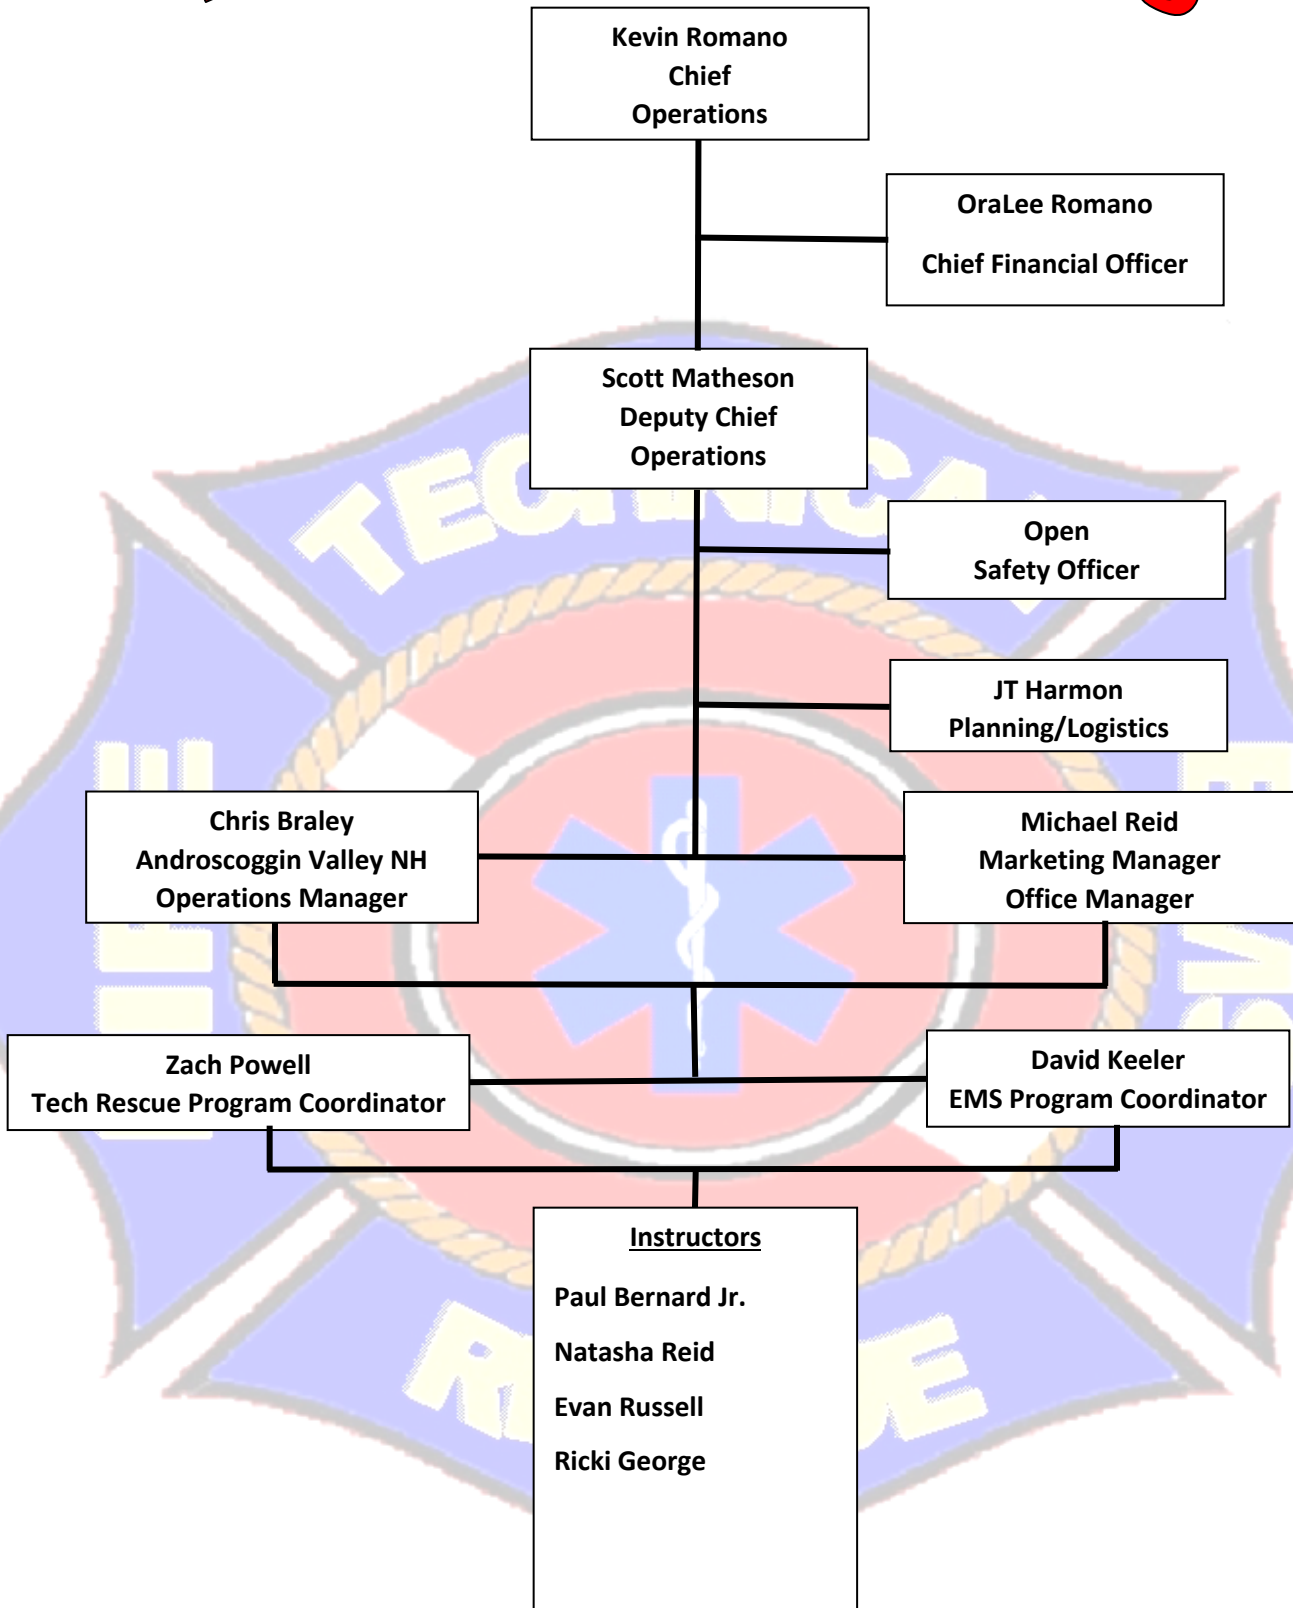 Kevin Romano
Chief
Operations
OraLee Romano
Chief Financial Officer
Scott Matheson
Deputy Chief
Operations
TECHNICAL
Open
Safety Officer
JT Harmon
Planning/Logistics
Chris Braley
Androscoggin Valley NH
Operations Manager
Michael Reid
Marketing Manager
Office Manager
Zach Powell
Tech Rescue Program Coordinator
David Keeler
EMS Program Coordinator
Instructors
Paul Bernard Jr.
Natasha Reid
Evan Russell
Ricki George